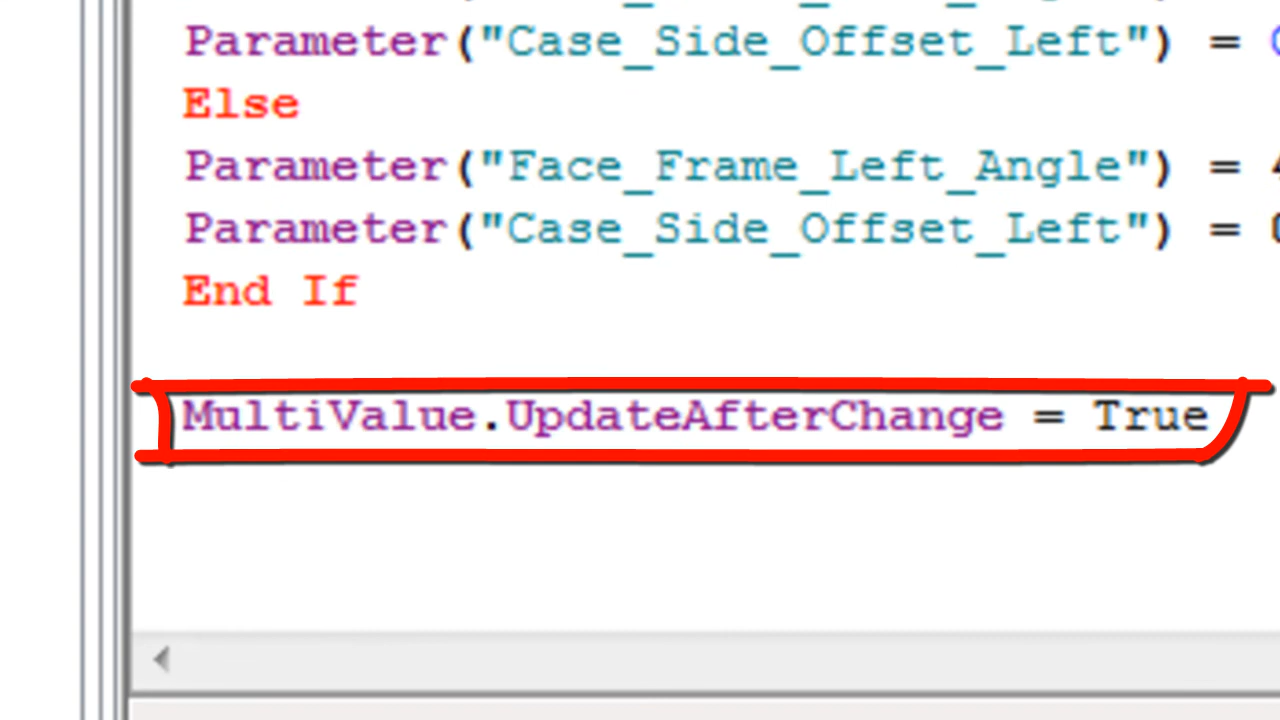 Parameter("Case_Side_Offset_Left") =
Else
Parameter("Face_Frame_Left_Angle") =
Parameter("Case_Side_Offset_Left") =
End If
MultiValue.UpdateAfterChange = True